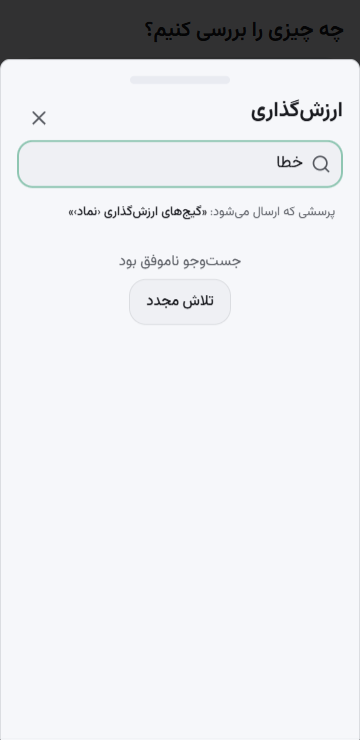 چه چیزی را بررسی کنیم؟
ارزش‌گذاری
خطا
پرسشی که ارسال می‌شود: «گیج‌های ارزش‌گذاری ‹نماد›»
جست‌وجو ناموفق بود
تلاش مجدد